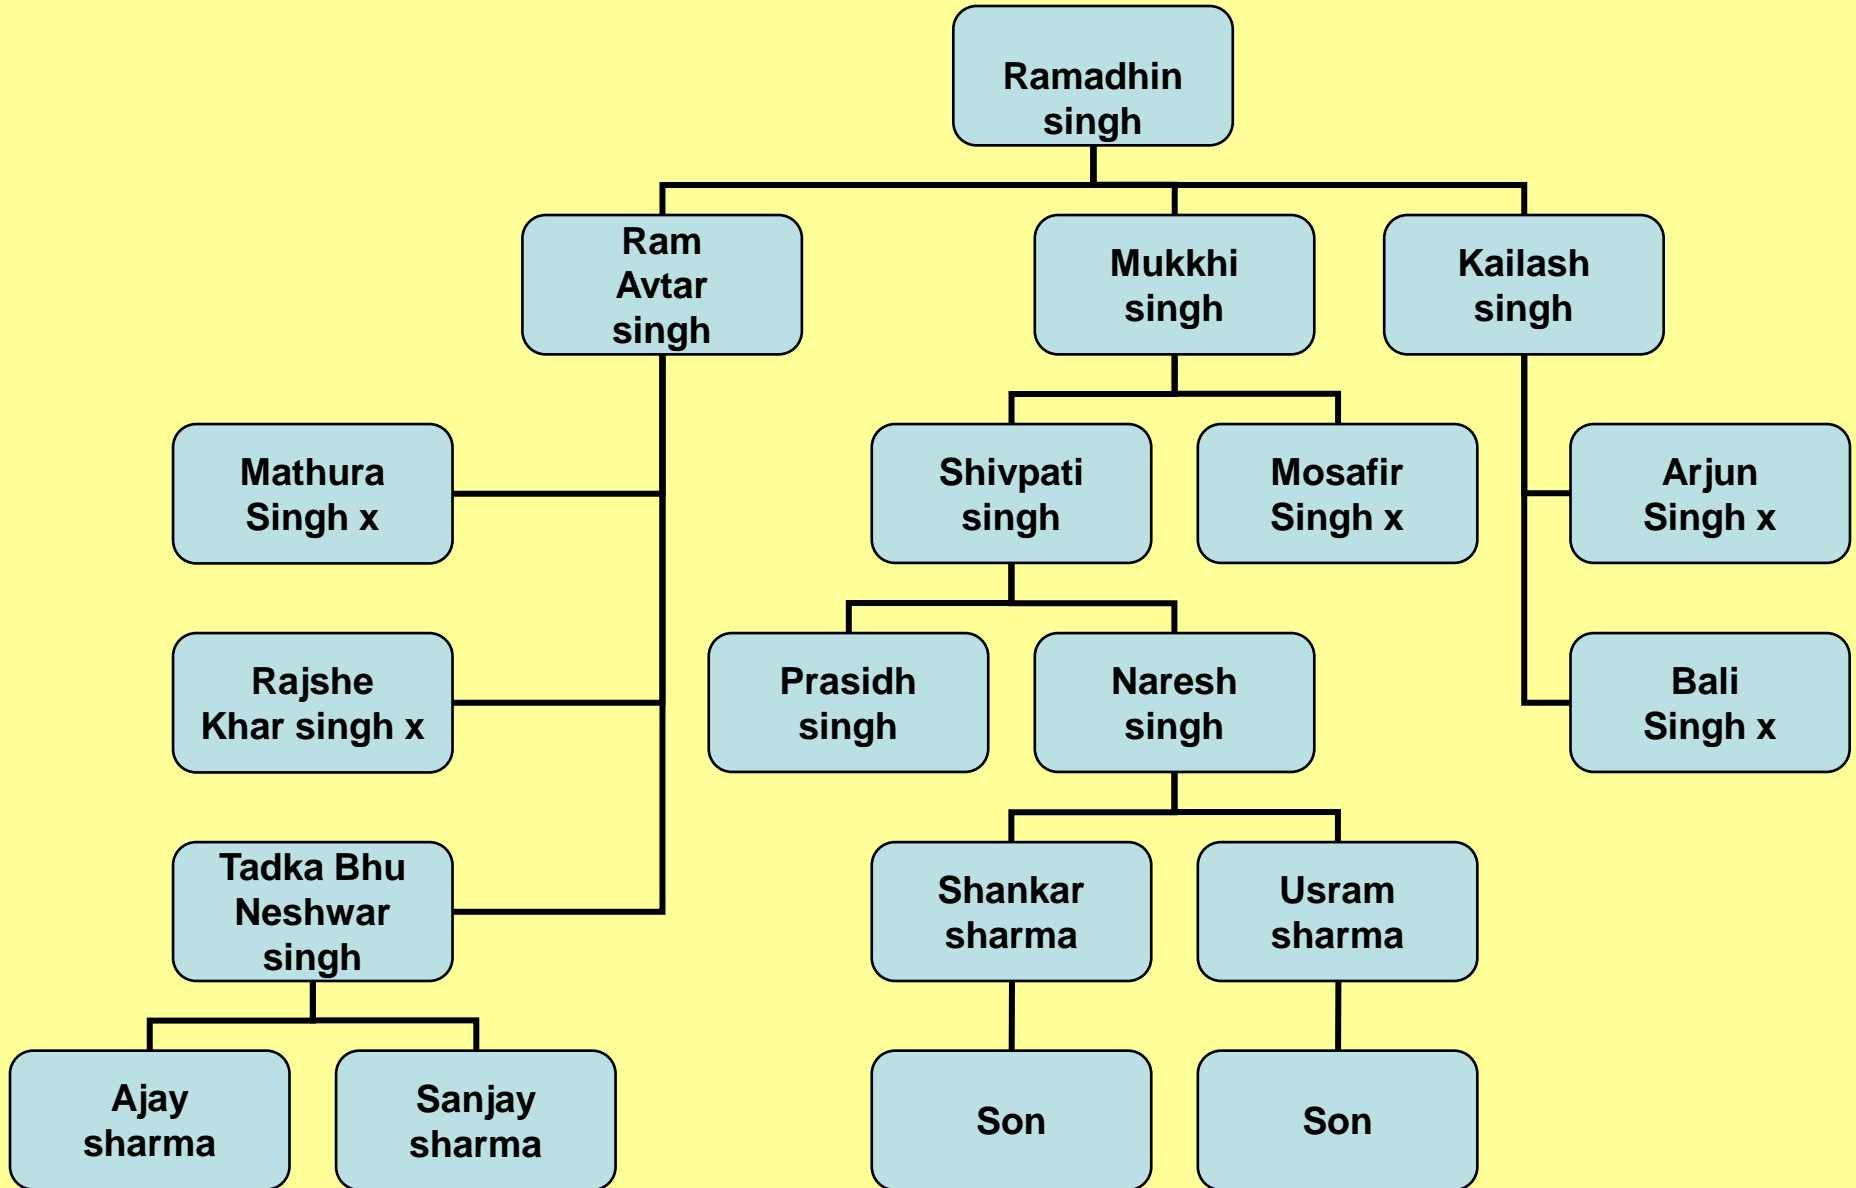 Ramadhin
singh
Ram
Avtar
singh
Mukkhi
singh
Kailash
singh
Mathura
Singh x
Shivpati
singh
Mosafir
Singh x
Arjun
Singh x
Rajshe
Khar singh x
Prasidh
singh
Naresh
singh
Bali
Singh x
Tadka Bhu
Neshwar
singh
Shankar
sharma
Usram
sharma
Ajay
sharma
Sanjay
sharma
Son
Son